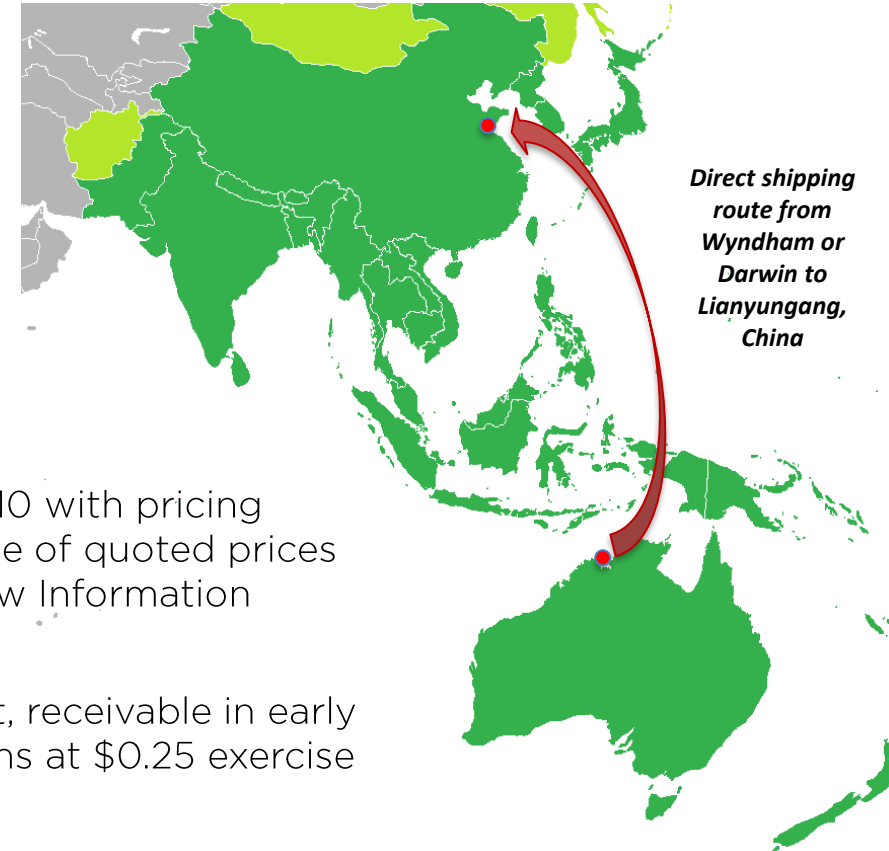 Direct shipping
route from
Wyndham or
Darwin to
Lianyungang,
China
10 with pricing
e of quoted prices
w Information
, receivable in early
ns at $0.25 exercise